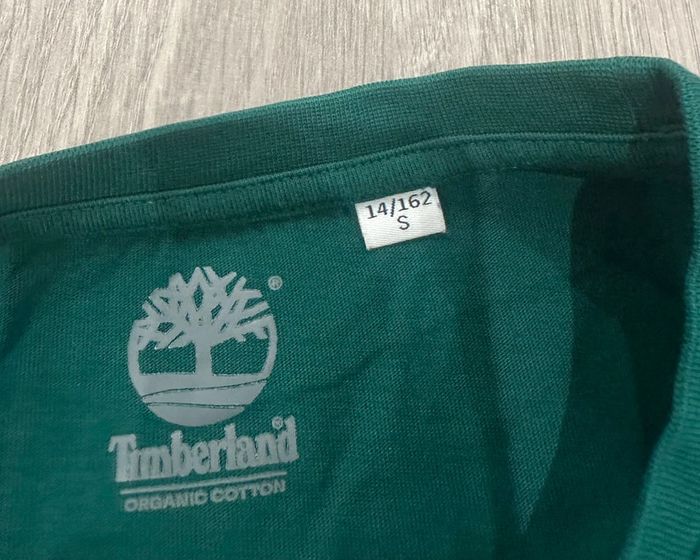 14/162
S
®
Timberland®
ORGANIC COTTON